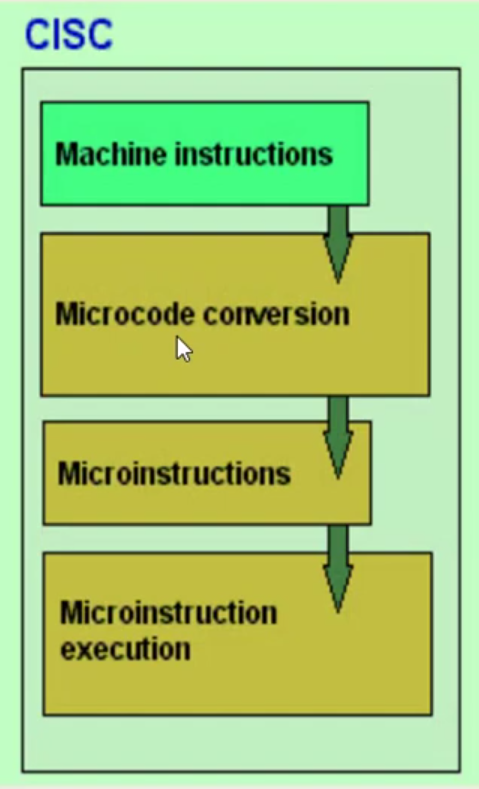 CISC
Machine instructions
Microcode conversion
Microinstructions
Microinstruction
execution